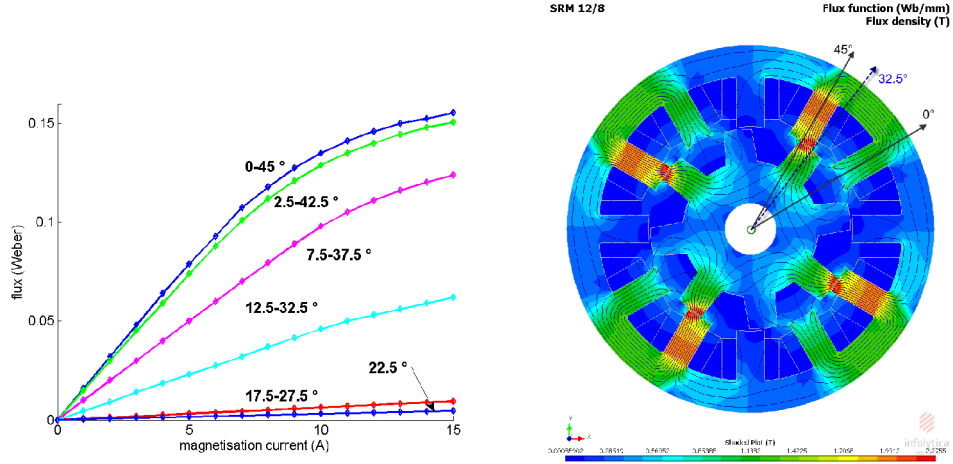 SRM 12/8
Flux function (Wb/mm)
Flux density (T)
45°
32.5°
0°
0.15
0.1
0.05
0
flux (Weber)
0-45 °
2.5-42.5 °
7.5-37.5 °
12.5-32.5 °
22.5 °
17.5-27.5 °
0
5
10
15
magnetisation current (A)
Y
infolytica
Shaded Plot (T)
1.4225